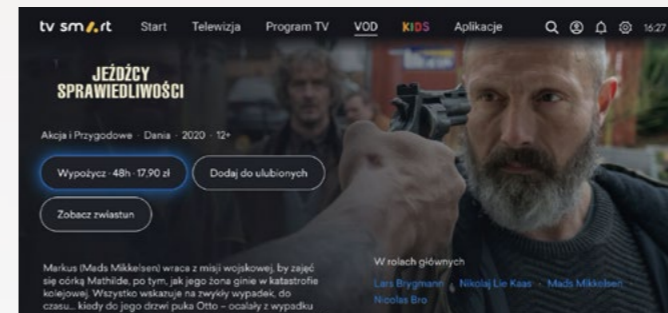 tv sm rt Start Telewizja Program TV VOD KIDS Aplikacje 16:27
JEŹDŹCY
SPRAWIEDLIWOŚCI
Akcja i Przygodowe · Dania · 2020 · 12+
Wypożycz · 48h · 17,90 zł Dodaj do ulubionych
Zobacz zwiastun
Markus (Mads Mikkelsen) wraca z misji wojskowej, by zająć
się córką Mathilde, po tym, jak jego żona ginie w katastrofie
kolejowej. Wszystko wskazuje na zwykły wypadek, do
czasu... kiedy do jego drzwi puka Otto – ocalały z wypadku
W rolach głównych
Lars Brygmann · Nikolaj Lie Kaas · Mads Mikkelsen ·
Nicolas Bro